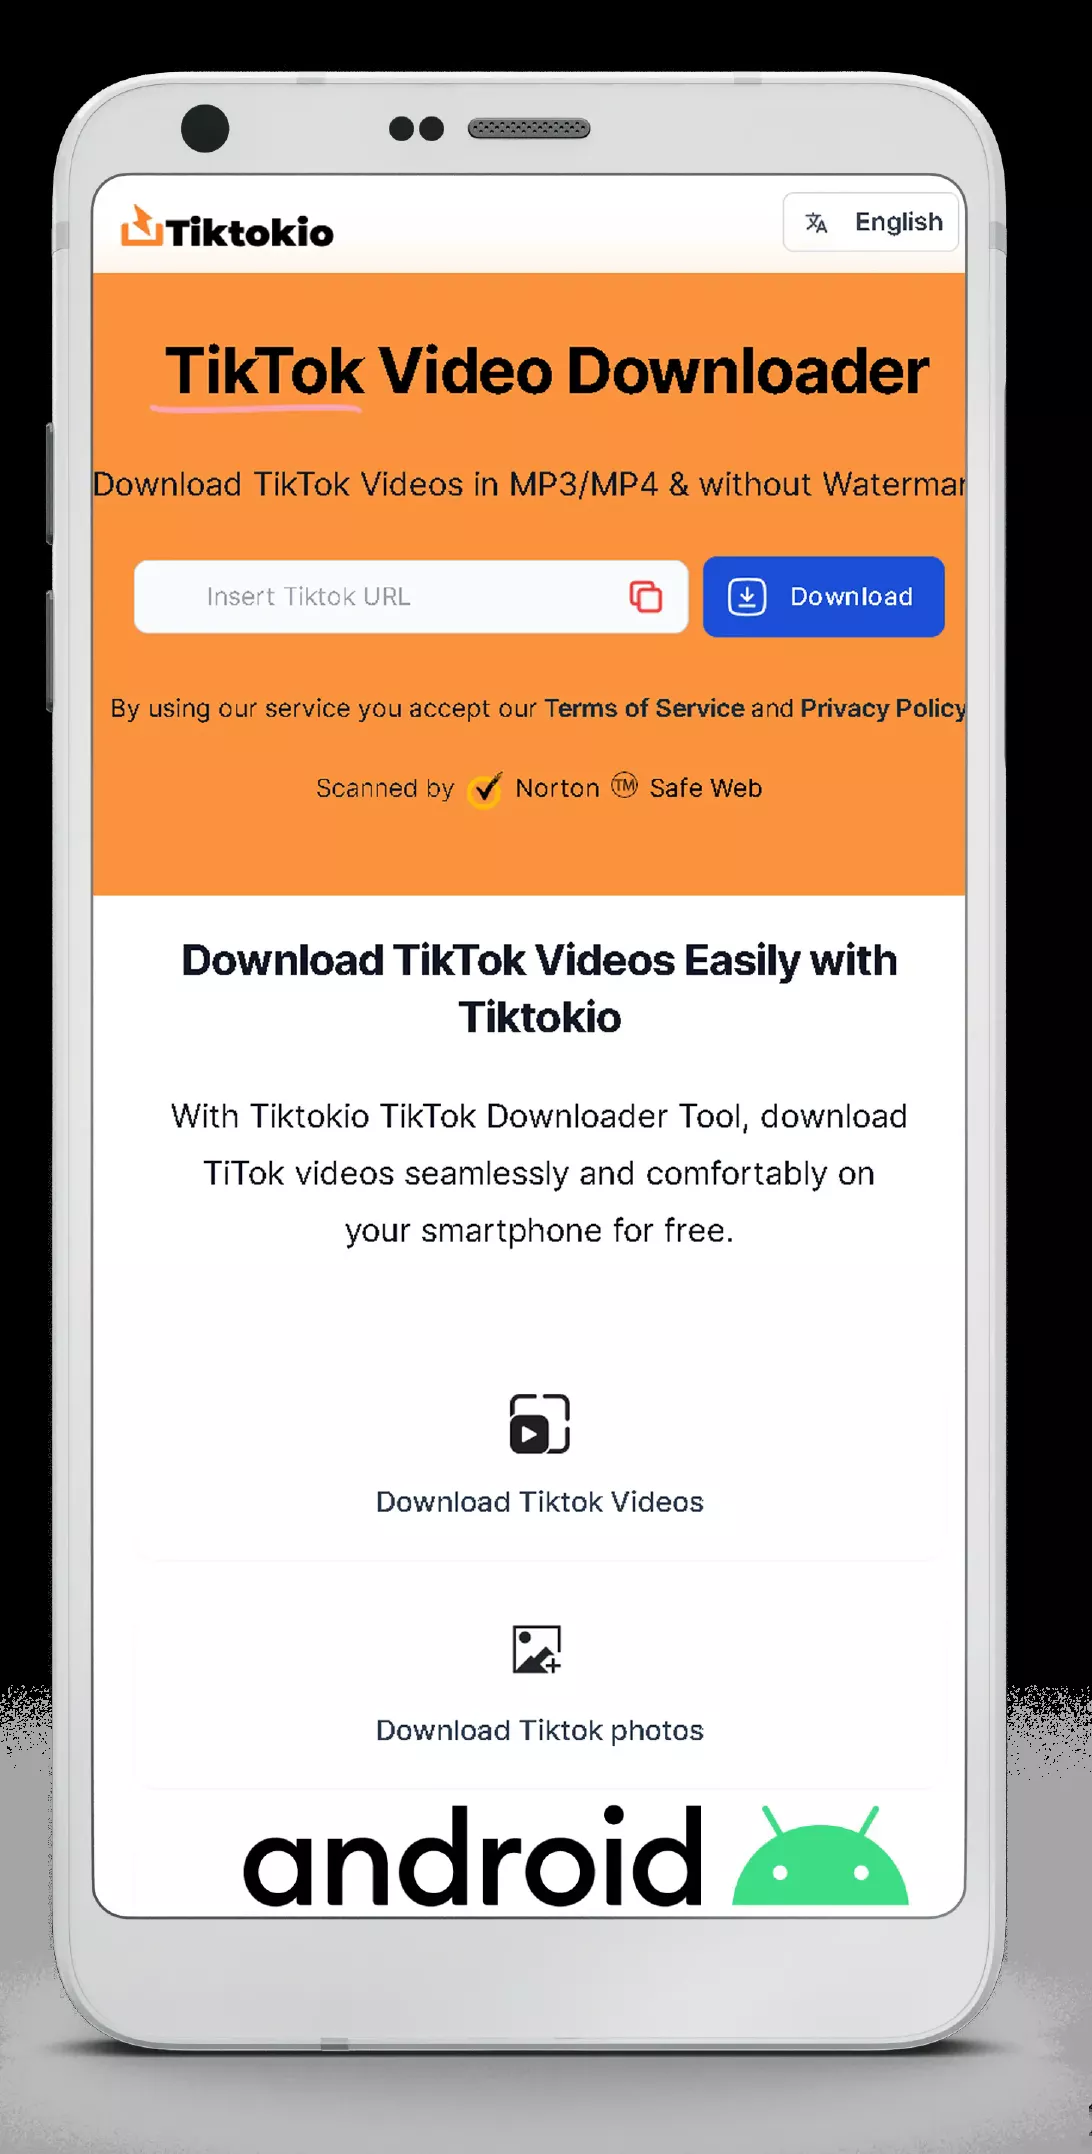 Tiktokio
English
TikTok Video Downloader
Download TikTok Videos in MP3/MP4 & without Watermar
Insert Tiktok URL
Download
By using our service you accept our Terms of Service and Privacy Policy
Scanned by Norton TM Safe Web
Download TikTok Videos Easily with
Tiktokio
With Tiktokio TikTok Downloader Tool, download
TiTok videos seamlessly and comfortably on
your smartphone for free.
Download Tiktok Videos
Download Tiktok photos
android